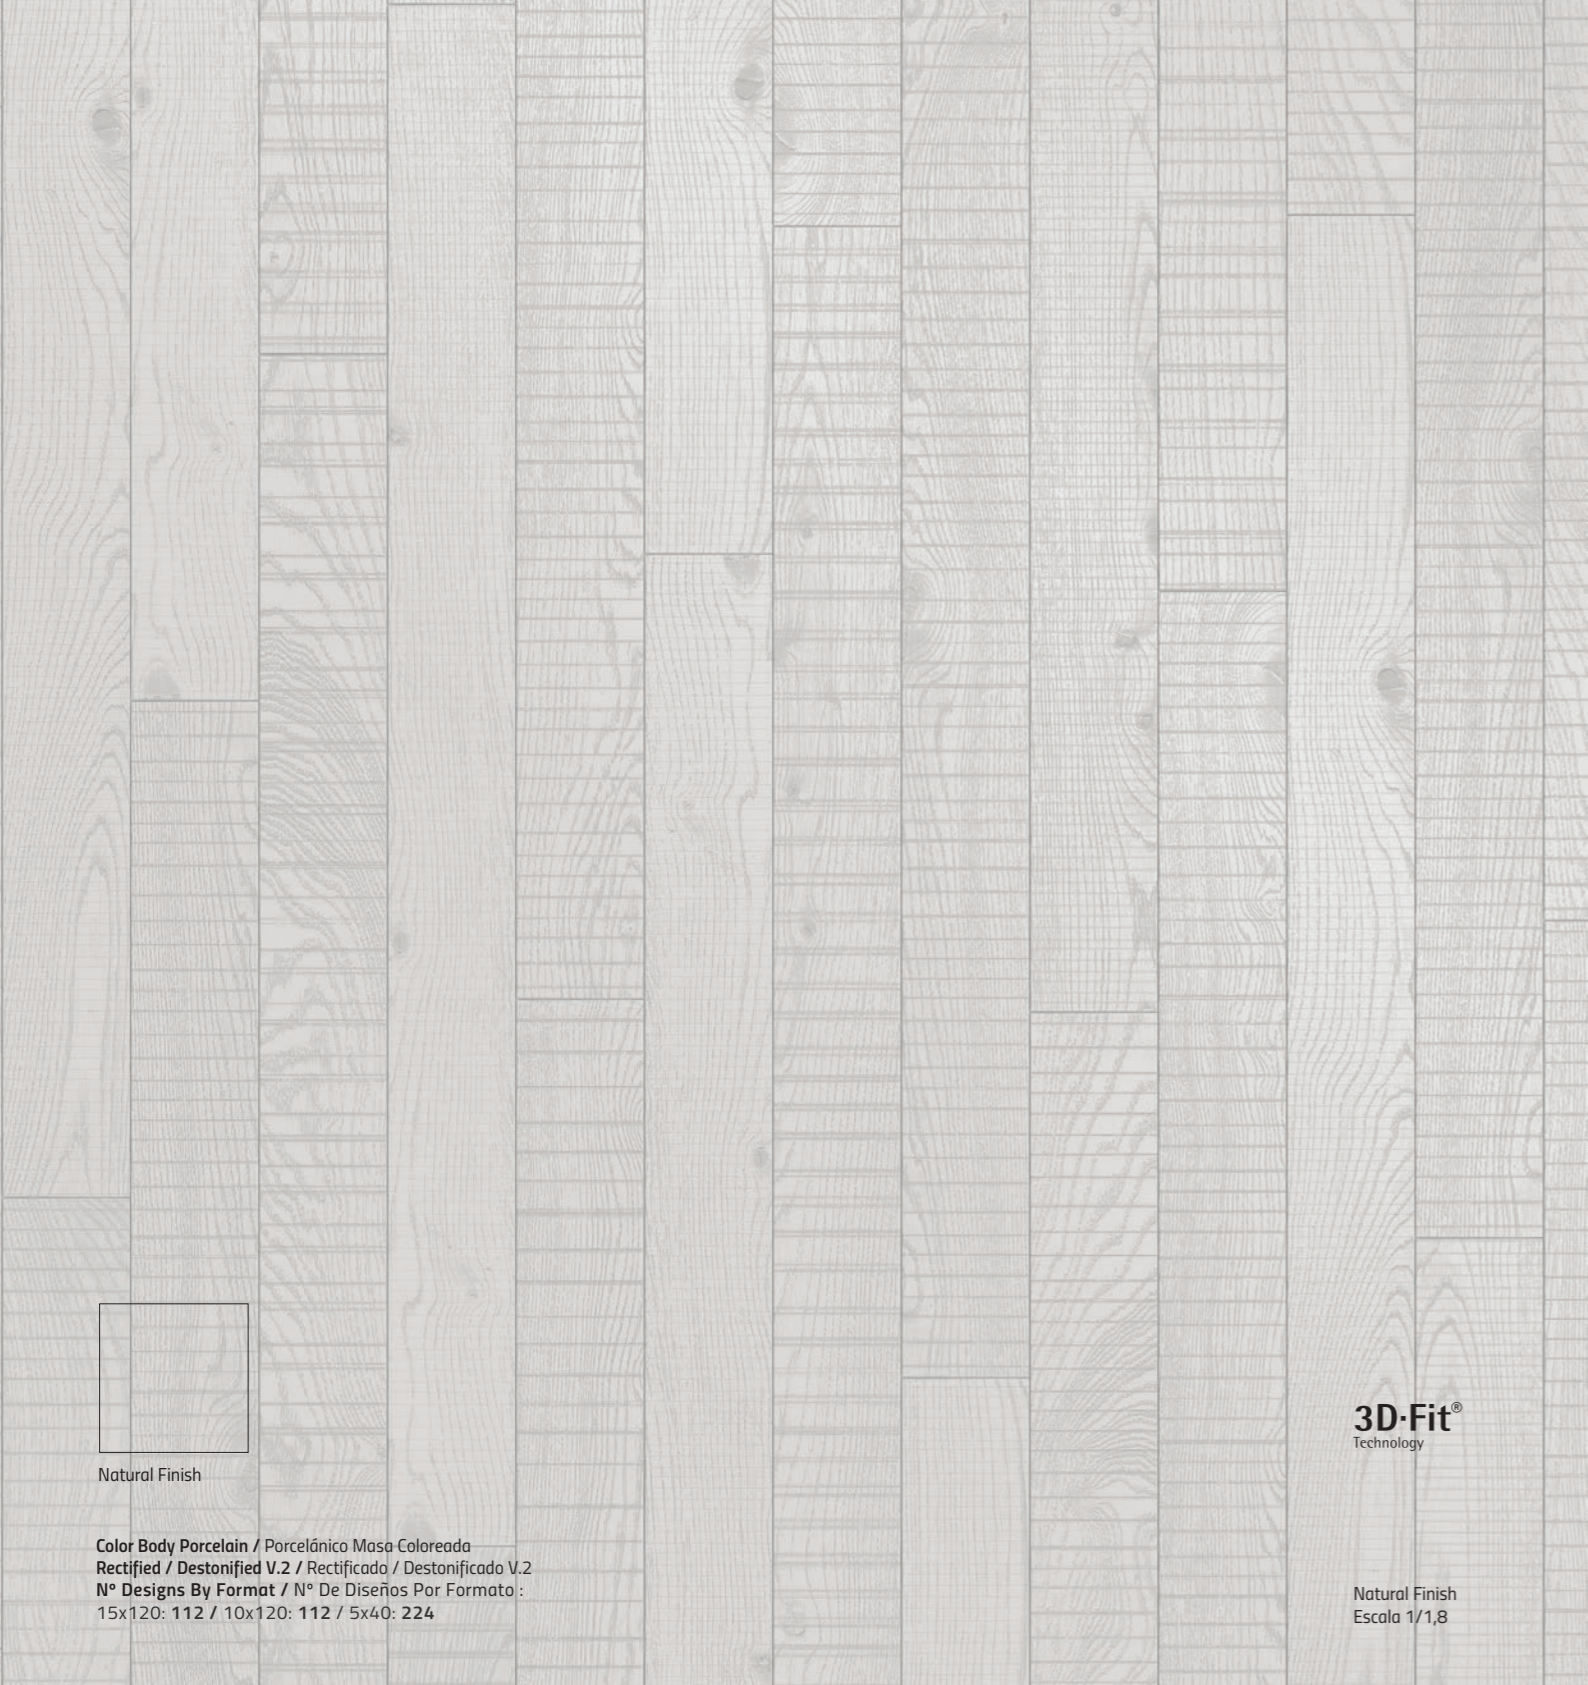 3D·Fit®
Technology
Natural Finish
Color Body Porcelain / Porcelánico Masa Coloreada
Rectified / Destonified V.2 / Rectificado / Destonificado V.2
Nº Designs By Format / Nº De Diseños Por Formato :
15x120: 112 / 10x120: 112 / 5x40: 224
Natural Finish
Escala 1/1,8